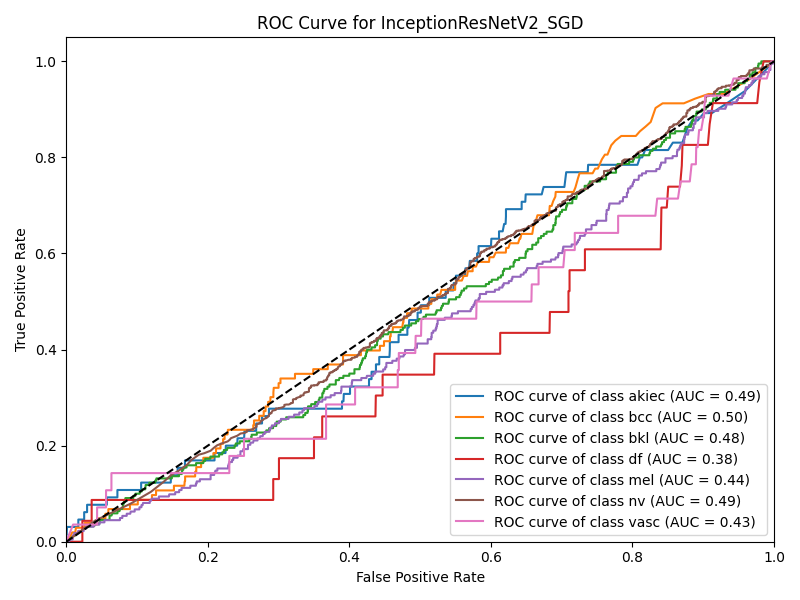 ROC Curve for InceptionResNetV2_SGD
True Positive Rate
1.0
0.8
0.6
0.4
0.2
0.0
ROC curve of class akiec (AUC = 0.49)
ROC curve of class bcc (AUC = 0.50)
ROC curve of class bkl (AUC = 0.48)
ROC curve of class df (AUC = 0.38)
ROC curve of class mel (AUC = 0.44)
ROC curve of class nv (AUC = 0.49)
ROC curve of class vasc (AUC = 0.43)
0.0 0.2 0.4 0.6 0.8 1.0
False Positive Rate